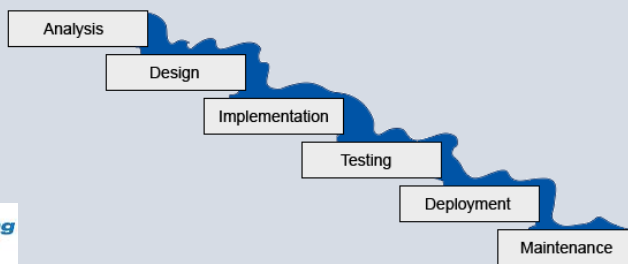 Analysis
Design
Implementation
Testing
Deployment
Maintenance